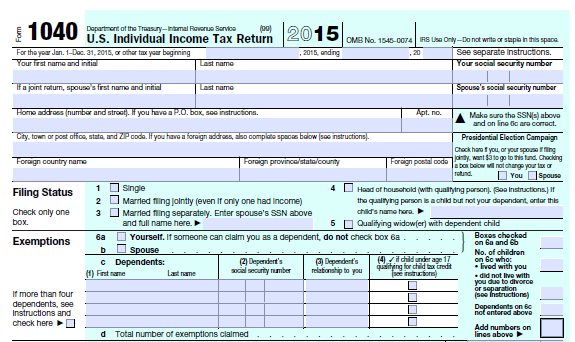 Form 1040 Department of the Treasury—Internal Revenue Service (99) U.S. Individual Income Tax Return 2015 OMB No. 1545-0074 IRS Use Only—Do not write or staple in this space.
For the year Jan. 1–Dec. 31, 2015, or other tax year beginning , 2015, ending , 20 See separate instructions.
Your first name and initial Last name Your social security number
If a joint return, spouse's first name and initial Last name Spouse's social security number
Home address (number and street). If you have a P.O. box, see instructions. Apt. no.
▲ Make sure the SSN(s) above and on line 6c are correct.
City, town or post office, state, and ZIP code. If you have a foreign address, also complete spaces below (see instructions).
Foreign country name Foreign province/state/county Foreign postal code
Presidential Election Campaign
Check here if you, or your spouse if filing
jointly, want $3 to go to this fund. Checking
a box below will not change your tax or
refund. You Spouse
Filing Status
Check only one
box.
1 Single
2 Married filing jointly (even if only one had income)
3 Married filing separately. Enter spouse's SSN above
and full name here. ▶
4 Head of household (with qualifying person). (See instructions.) If
the qualifying person is a child but not your dependent, enter this
child's name here. ▶
5 Qualifying widow(er) with dependent child
Exemptions
6a Yourself. If someone can claim you as a dependent, do not check box 6a . . . . .
b Spouse . . . . . . . . . . . . . . . . . . . .
c Dependents:
(1) First name Last name
(2) Dependent's
social security number
(3) Dependent's
relationship to you
(4) ✓ if child under age 17
qualifying for child tax credit
(see instructions)
If more than four
dependents, see
instructions and
check here ▶
d Total number of exemptions claimed . . . . . . . . . . . . . . . . .
Boxes checked
on 6a and 6b
No. of children
on 6c who:
• lived with you
• did not live with
you due to divorce
or separation
(see instructions)
Dependents on 6c
not entered above
Add numbers on
lines above ▶